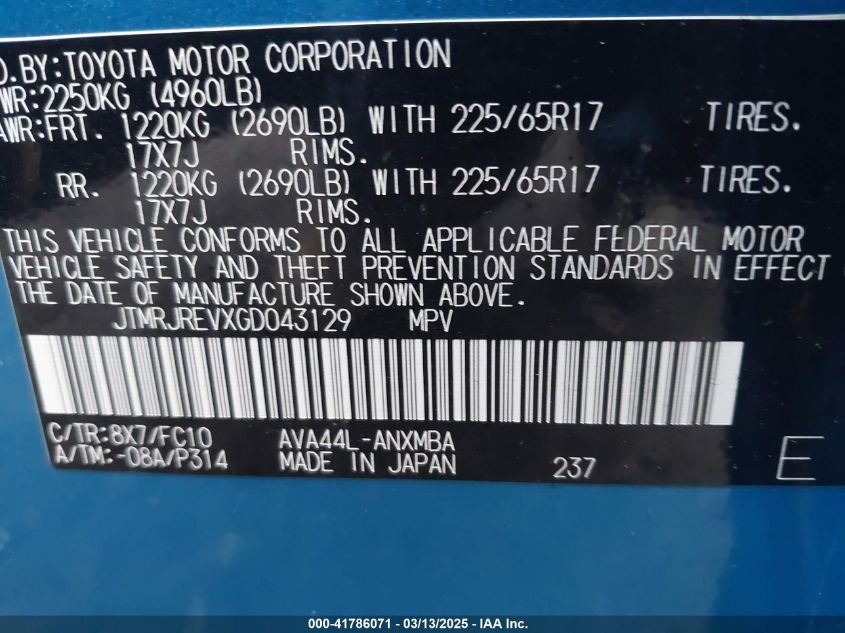 D.BY:TOYOTA MOTOR CORPORATION
WR:2250KG (4960LB)
AWR:FRT. 1220KG (2690LB) WITH 225/65R17 TIRES.
17X7J RIMS.
RR. 1220KG (2690LB) WITH 225/65R17 TIRES.
17X7J RIMS.
THIS VEHICLE CONFORMS TO ALL APPLICABLE FEDERAL MOTOR
VEHICLE SAFETY AND THEFT PREVENTION STANDARDS IN EFFECT
THE DATE OF MANUFACTURE SHOWN ABOVE.
JTMRJREVXGD043129 MPV
C/TR:8X7/FC10 AVA44L-ANXMBA
A/TM:-08A/P314 MADE IN JAPAN 237 E
000-41786071 / 03/13/2025 - IAA Inc.